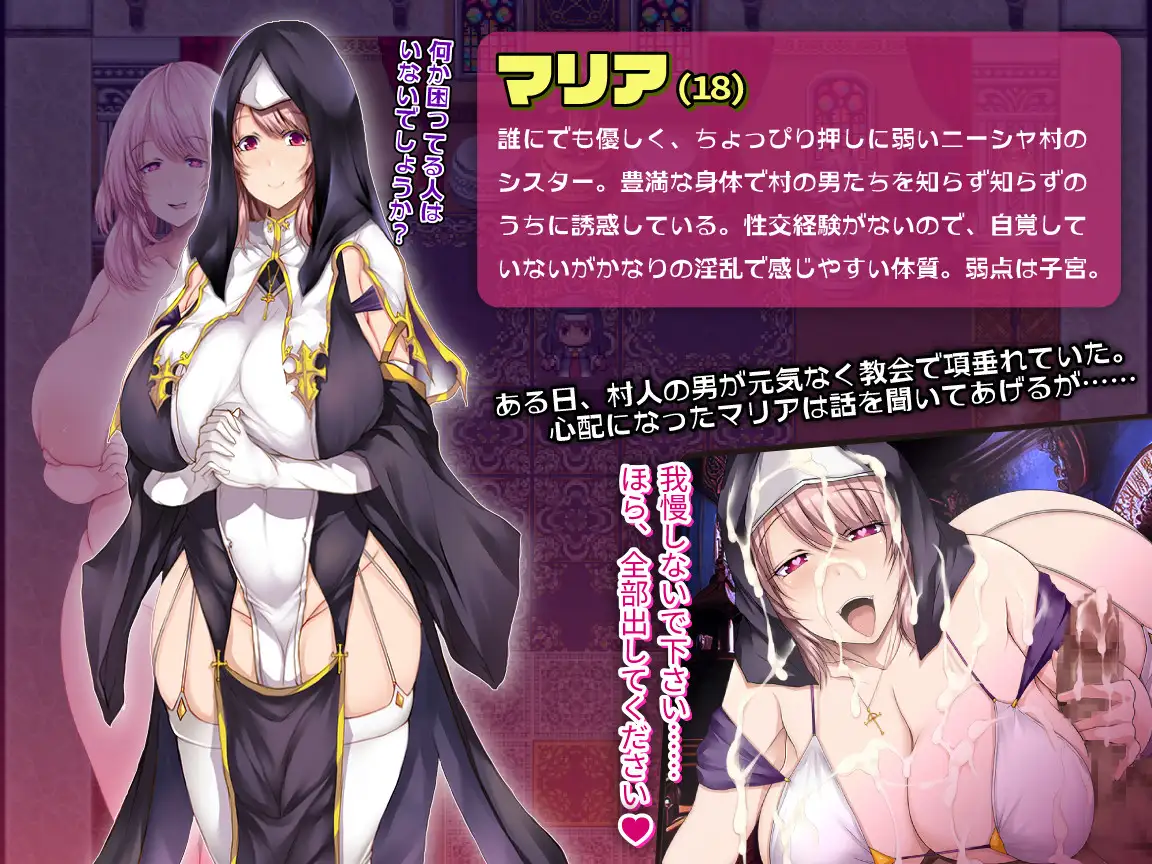 何か困ってる人は
いないでしょうか?
マリア(18)
誰にでも優しく、ちょっぴり押しに弱いニーシャ村の
シスター。豊満な身体で村の男たちを知らず知らずの
うちに誘惑している。性交経験がないので、自覚して
いないがかなりの淫乱で感じやすい体質。弱点は子宮。
ある日、村人の男が元気なく教会で項垂れていた。
心配になったマリアは話を聞いてあげるが……
我慢しないで下さい……
ほら、全部出してください♥